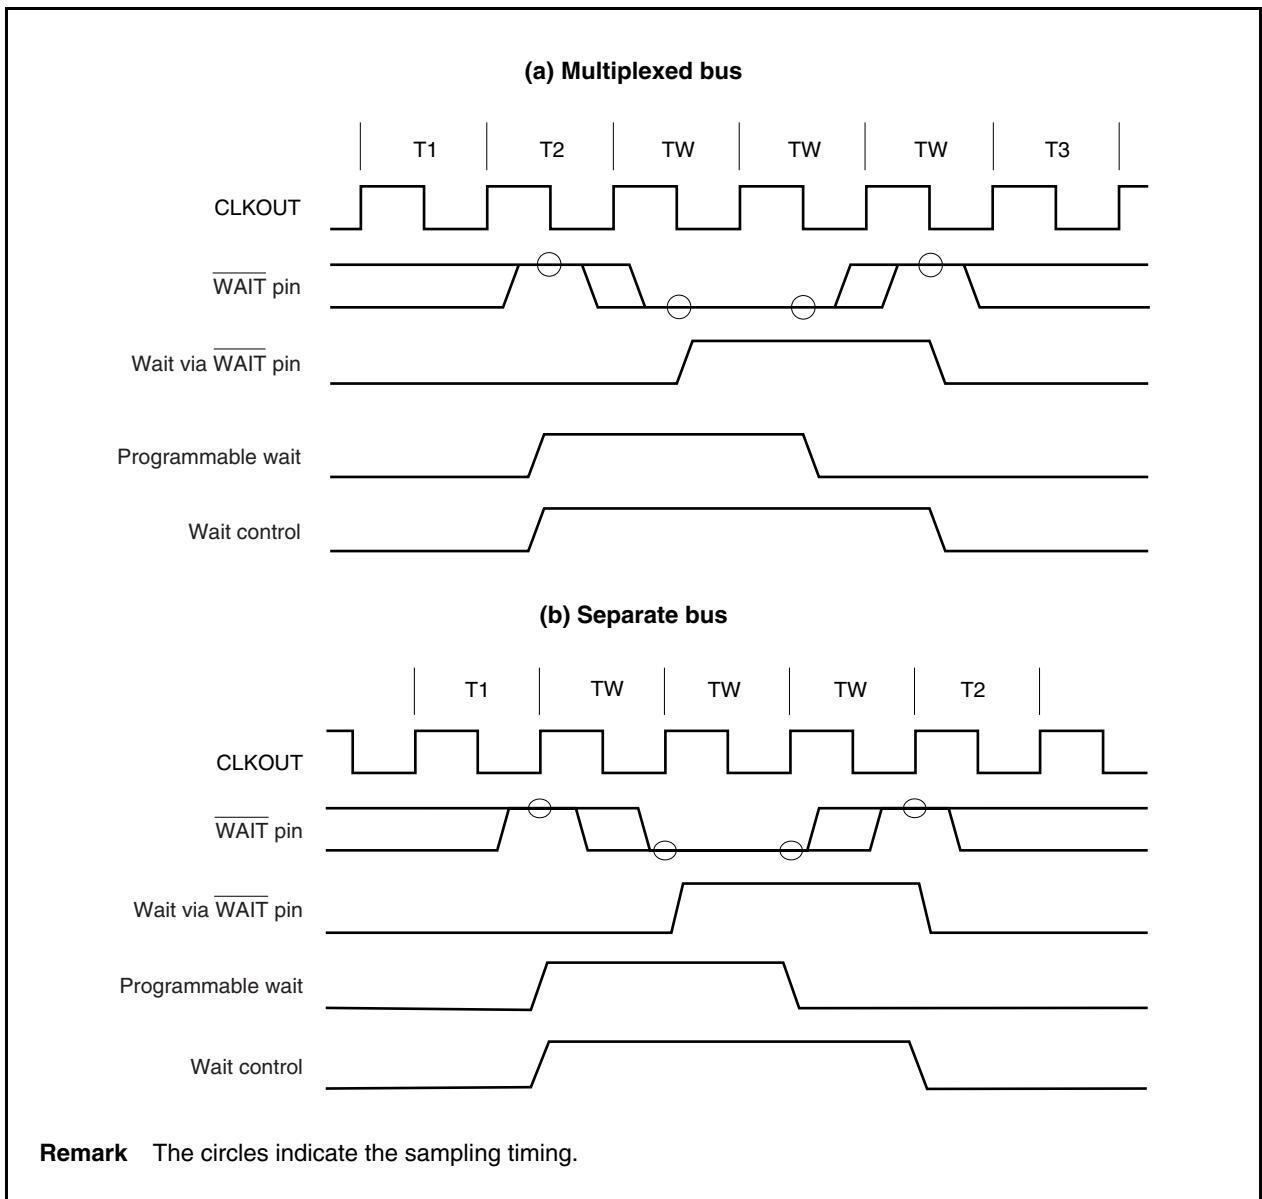 (a) Multiplexed bus
T1 T2 TW TW TW T3
CLKOUT
WAIT pin
Wait via WAIT pin
Programmable wait
Wait control
(b) Separate bus
T1 TW TW TW T2
CLKOUT
WAIT pin
Wait via WAIT pin
Programmable wait
Wait control
Remark The circles indicate the sampling timing.